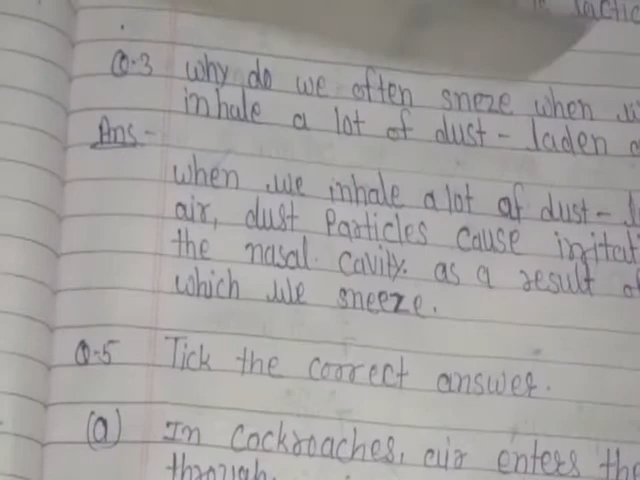 Q.3 why do we often sneze when
inhale a lot of dust - laden
Ans -
when we inhale a lot of dust -
air, dust Particles cause
the nasal cavity. as a result
which we sneeze.
Q.5 Tick the correct answer.
(a) In Cockroaches, air enters
through